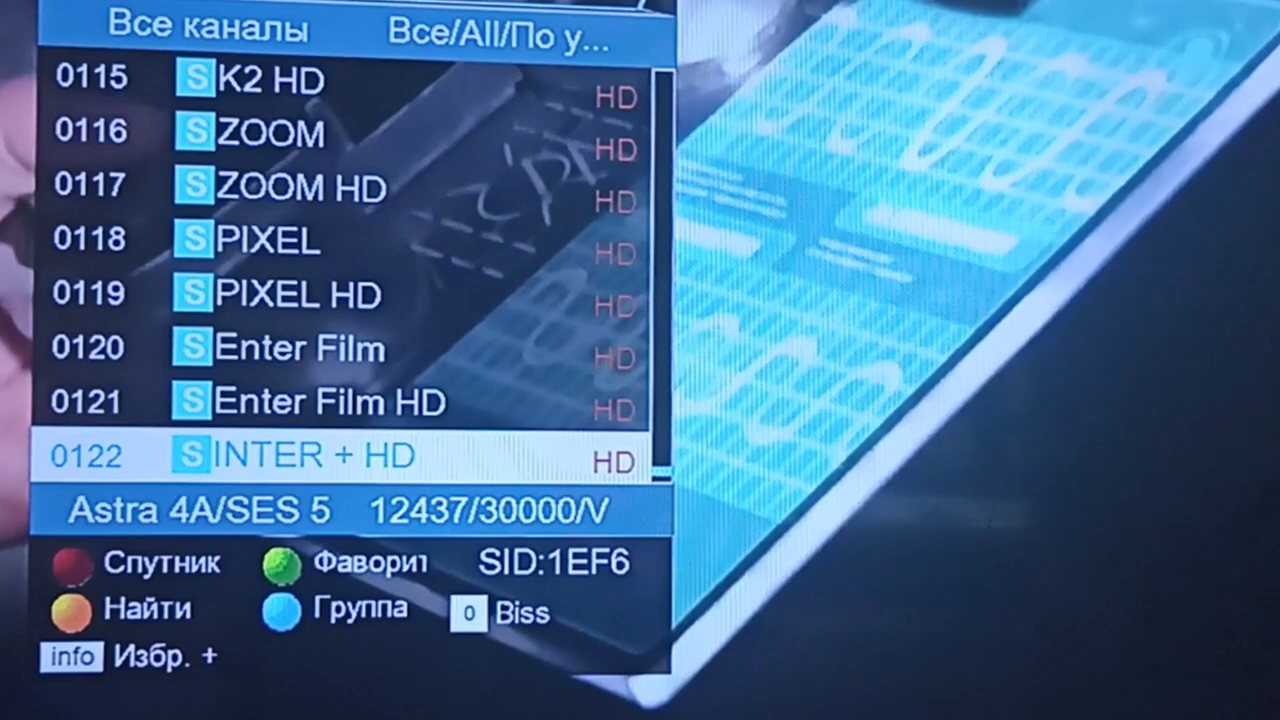 Все каналы Все/All/По у...
0115 S K2 HD HD
0116 S ZOOM HD
0117 S ZOOM HD HD
0118 S PIXEL HD
0119 S PIXEL HD HD
0120 S Enter Film HD
0121 S Enter Film HD HD
0122 S INTER + HD HD
Astra 4A/SES 5 12437/30000/V
Спутник Фаворит SID:1EF6
Найти Группа 0 Biss
info Избр. +